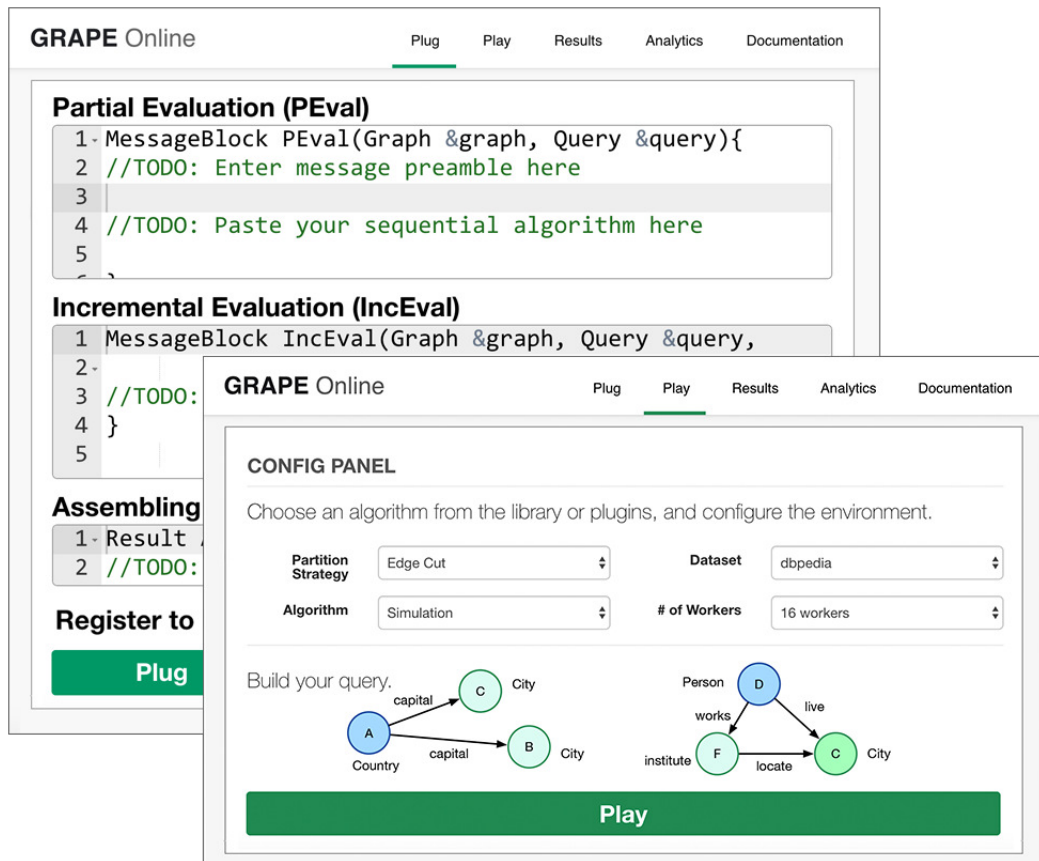 GRAPE Online
Plug Play Results Analytics Documentation
Partial Evaluation (PEval)
1 MessageBlock PEval(Graph &graph, Query &query){
2 //TODO: Enter message preamble here
3
4 //TODO: Paste your sequential algorithm here
5
Incremental Evaluation (IncEval)
1 MessageBlock IncEval(Graph &graph, Query &query,
2
3 //TODO:
4 }
5
Assembling
1 Result
2 //TODO:
Register to
Plug
GRAPE Online
Plug Play Results Analytics Documentation
CONFIG PANEL
Choose an algorithm from the library or plugins, and configure the environment.
Partition Strategy Edge Cut Dataset dbpedia
Algorithm Simulation # of Workers 16 workers
Build your query.
A
Country
capital
C
City
capital
B
City
Person
D
works
live
institute
F
locate
C
City
Play